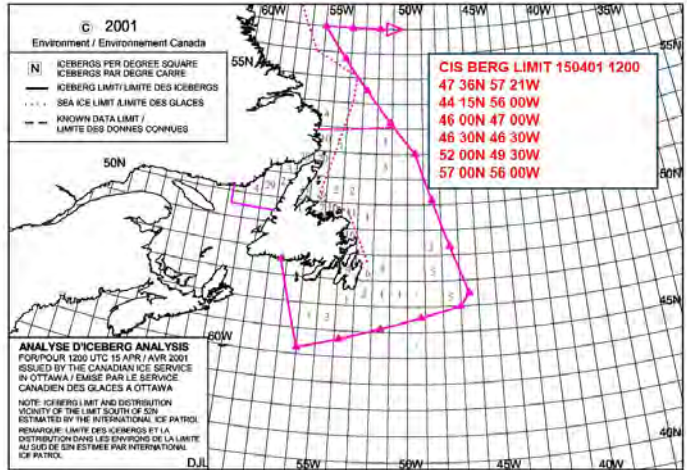 © 2001
Environment / Environnement Canada
N ICEBERGS PER DEGREE SQUARE
ICEBERGS PAR DEGRE CARRE
ICEBERG LIMIT/LIMITE DES ICEBERGS
SEA ICE LIMIT /LIMITE DES GLACES
KNOWN DATA LIMIT /
LIMITE DES DONNES CONNUES
60W
55W
50W
45W
40W
55N
55N
CIS BERG LIMIT 150401 1200
47 36N 57 21W
44 15N 56 00W
46 00N 47 00W
46 30N 46 30W
52 00N 49 30W
57 00N 56 00W
50N
50N
45N
40N
60W
55W
50W
45W
ANALYSE D'ICEBERG ANALYSIS
FOR/POUR 1200 UTC 15 APR / AVR 2001
ISSUED BY THE CANADIAN ICE SERVICE
IN OTTAWA / EMISE PAR LE SERVICE
CANADIEN DES GLACES A OTTAWA
NOTE: ICEBERG LIMIT AND DISTRIBUTION
VICINITY OF THE LIMIT SOUTH OF 52N
ESTIMATED BY THE INTERNATIONAL ICE PATROL
REMARQUE: LIMITE DES ICEBERGS ET LA
DISTRIBUTION DANS LES ENVIRONS DE LA LIMITE
AU SUD DE 52N ESTIMEE PAR INTERNATIONAL
ICE PATROL
DJL